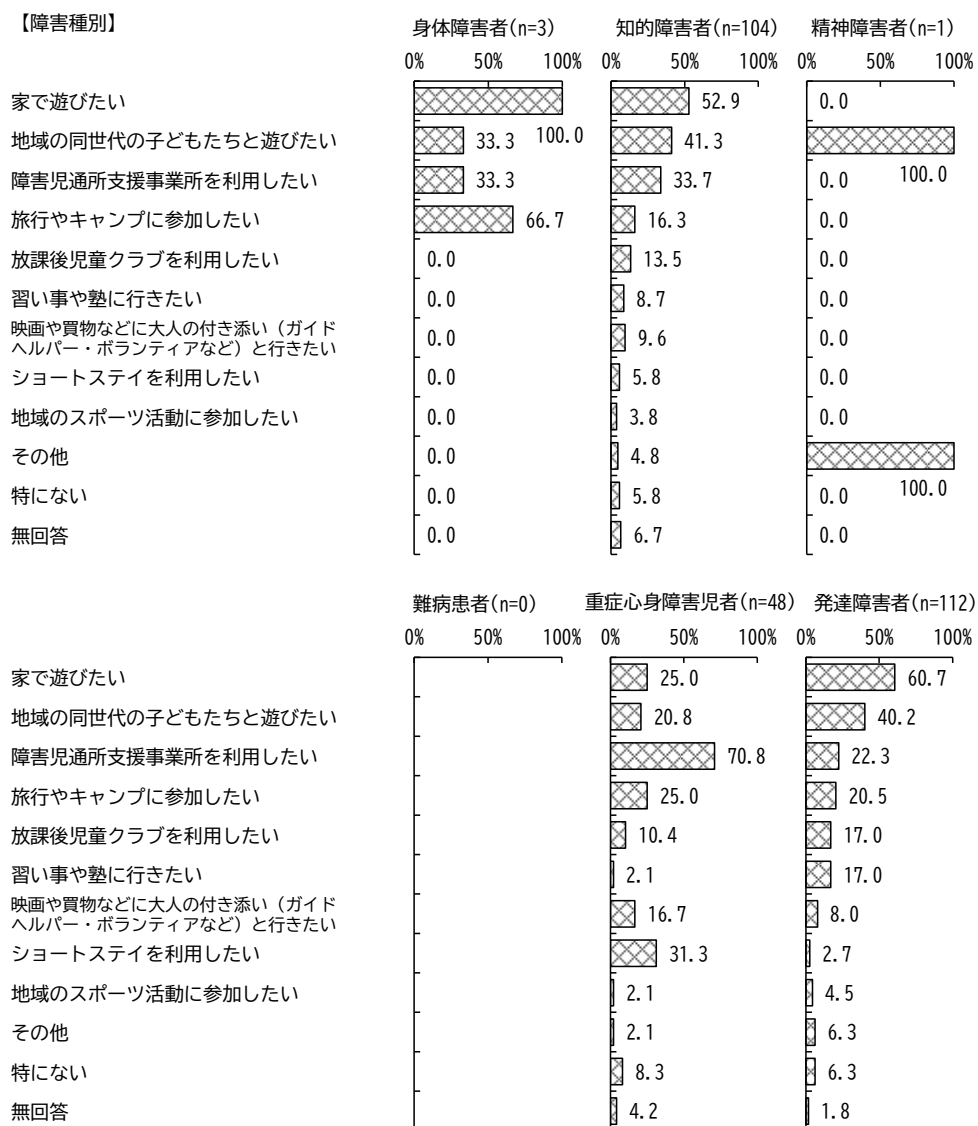 【障害種別】
身体障害者(n=3) 知的障害者(n=104) 精神障害者(n=1)
0% 50% 100% 0% 50% 100% 0% 50% 100%
家で遊びたい 100.0 52.9 0.0
地域の同世代の子どもたちと遊びたい 33.3 41.3 100.0
障害児通所支援事業所を利用したい 33.3 33.7 0.0
旅行やキャンプに参加したい 66.7 16.3 0.0
放課後児童クラブを利用したい 0.0 13.5 0.0
習い事や塾に行きたい 0.0 8.7 0.0
映画や買物などに大人の付き添い（ガイド
ヘルパー・ボランティアなど）と行きたい 0.0 9.6 0.0
ショートステイを利用したい 0.0 5.8 0.0
地域のスポーツ活動に参加したい 0.0 3.8 0.0
その他 0.0 4.8 100.0
特にない 0.0 5.8 0.0
無回答 0.0 6.7 0.0
難病患者(n=0) 重症心身障害児者(n=48) 発達障害者(n=112)
0% 50% 100% 0% 50% 100% 0% 50% 100%
家で遊びたい 25.0 60.7
地域の同世代の子どもたちと遊びたい 20.8 40.2
障害児通所支援事業所を利用したい 70.8 22.3
旅行やキャンプに参加したい 25.0 20.5
放課後児童クラブを利用したい 10.4 17.0
習い事や塾に行きたい 2.1 17.0
映画や買物などに大人の付き添い（ガイド
ヘルパー・ボランティアなど）と行きたい 16.7 8.0
ショートステイを利用したい 31.3 2.7
地域のスポーツ活動に参加したい 2.1 4.5
その他 2.1 6.3
特にない 8.3 6.3
無回答 4.2 1.8